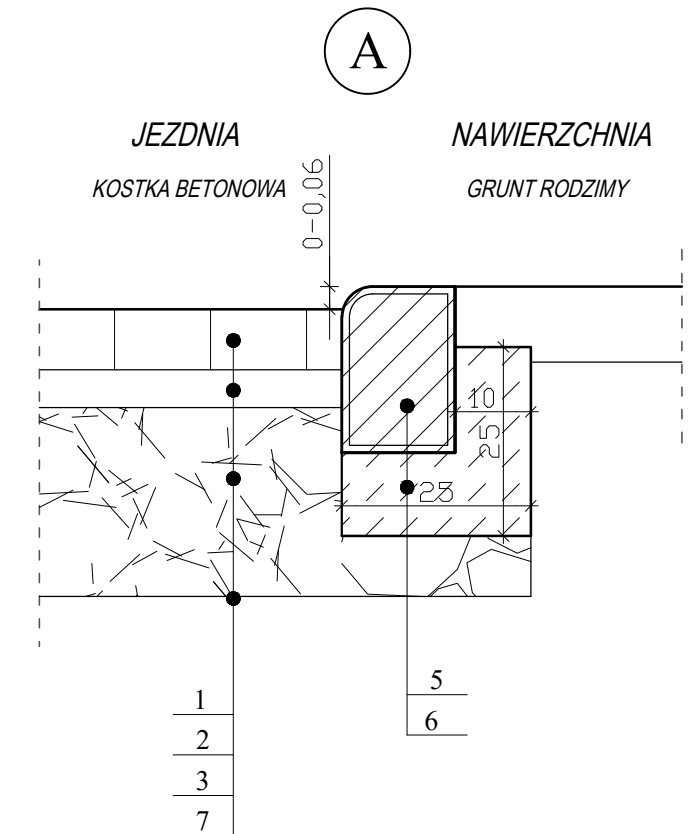 A
JEZDNIA
NAWIERZCHNIA
KOSTKA BETONOWA
GRUNT RODZIMY
0-0,06
10
25
23
5
6
1
2
3
7